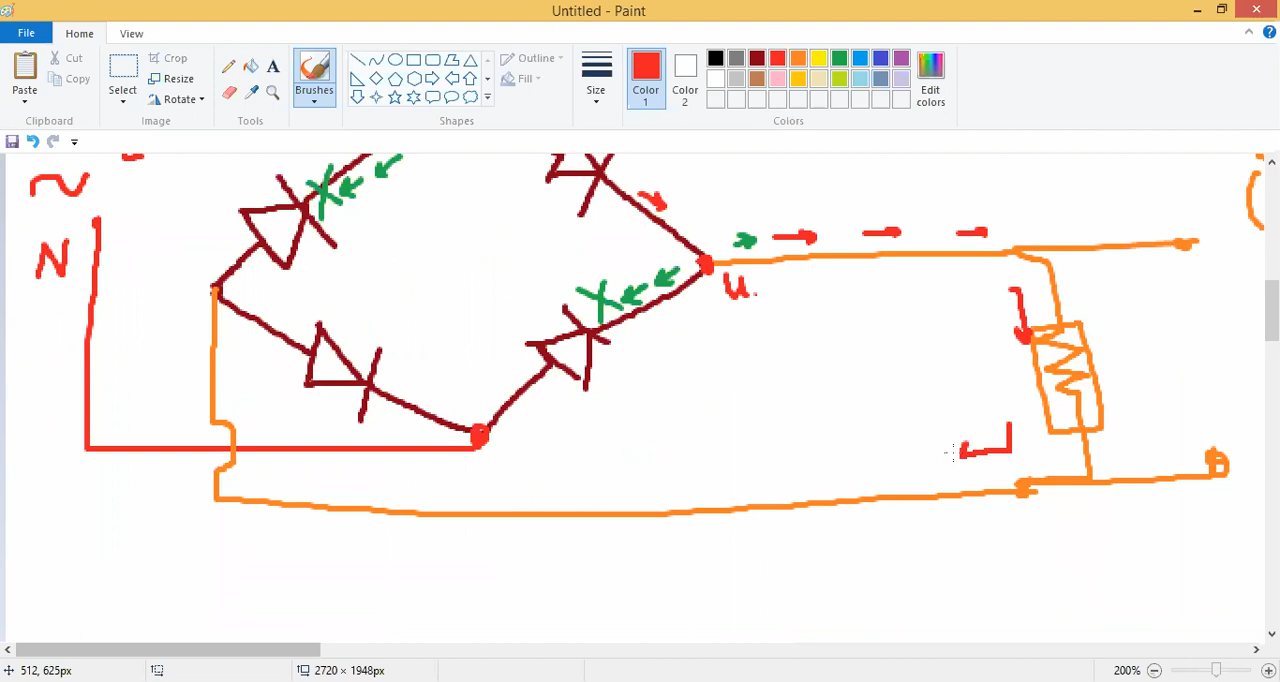 Untitled - Paint
File Home View
Paste
Cut
Copy
Clipboard
Select
Crop
Resize
Rotate
Image
A
Tools
Brushes
Outline
Fill
Shapes
Size
Color 1
Color 2
Edit colors
Colors
N
u.
512, 625px
2720 × 1948px
200%